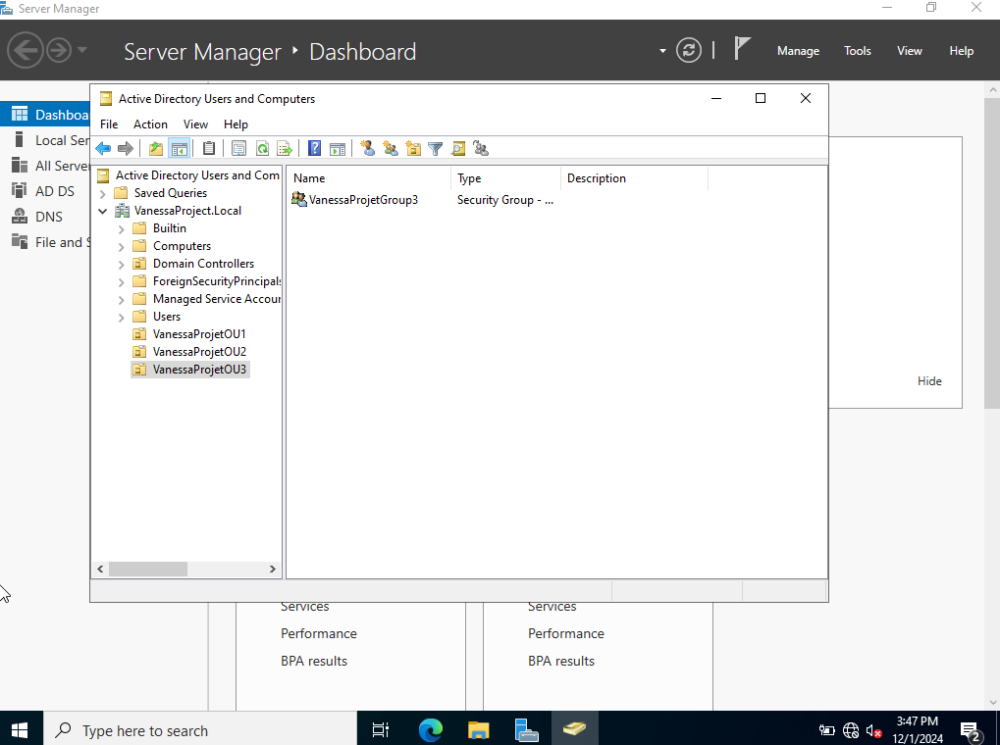 Server Manager
Server Manager • Dashboard
Manage Tools View Help
Dashboa
Local Ser
All Server
AD DS
DNS
File and S
Active Directory Users and Computers
File Action View Help
Active Directory Users and Com
Saved Queries
VanessaProject.Local
Builtin
Computers
Domain Controllers
ForeignSecurityPrincipals
Managed Service Accour
Users
VanessaProjetOU1
VanessaProjetOU2
VanessaProjetOU3
Name Type Description
VanessaProjetGroup3 Security Group - ...
Hide
Services
Performance
BPA results
Services
Performance
BPA results
Type here to search
3:47 PM
12/1/2024
2